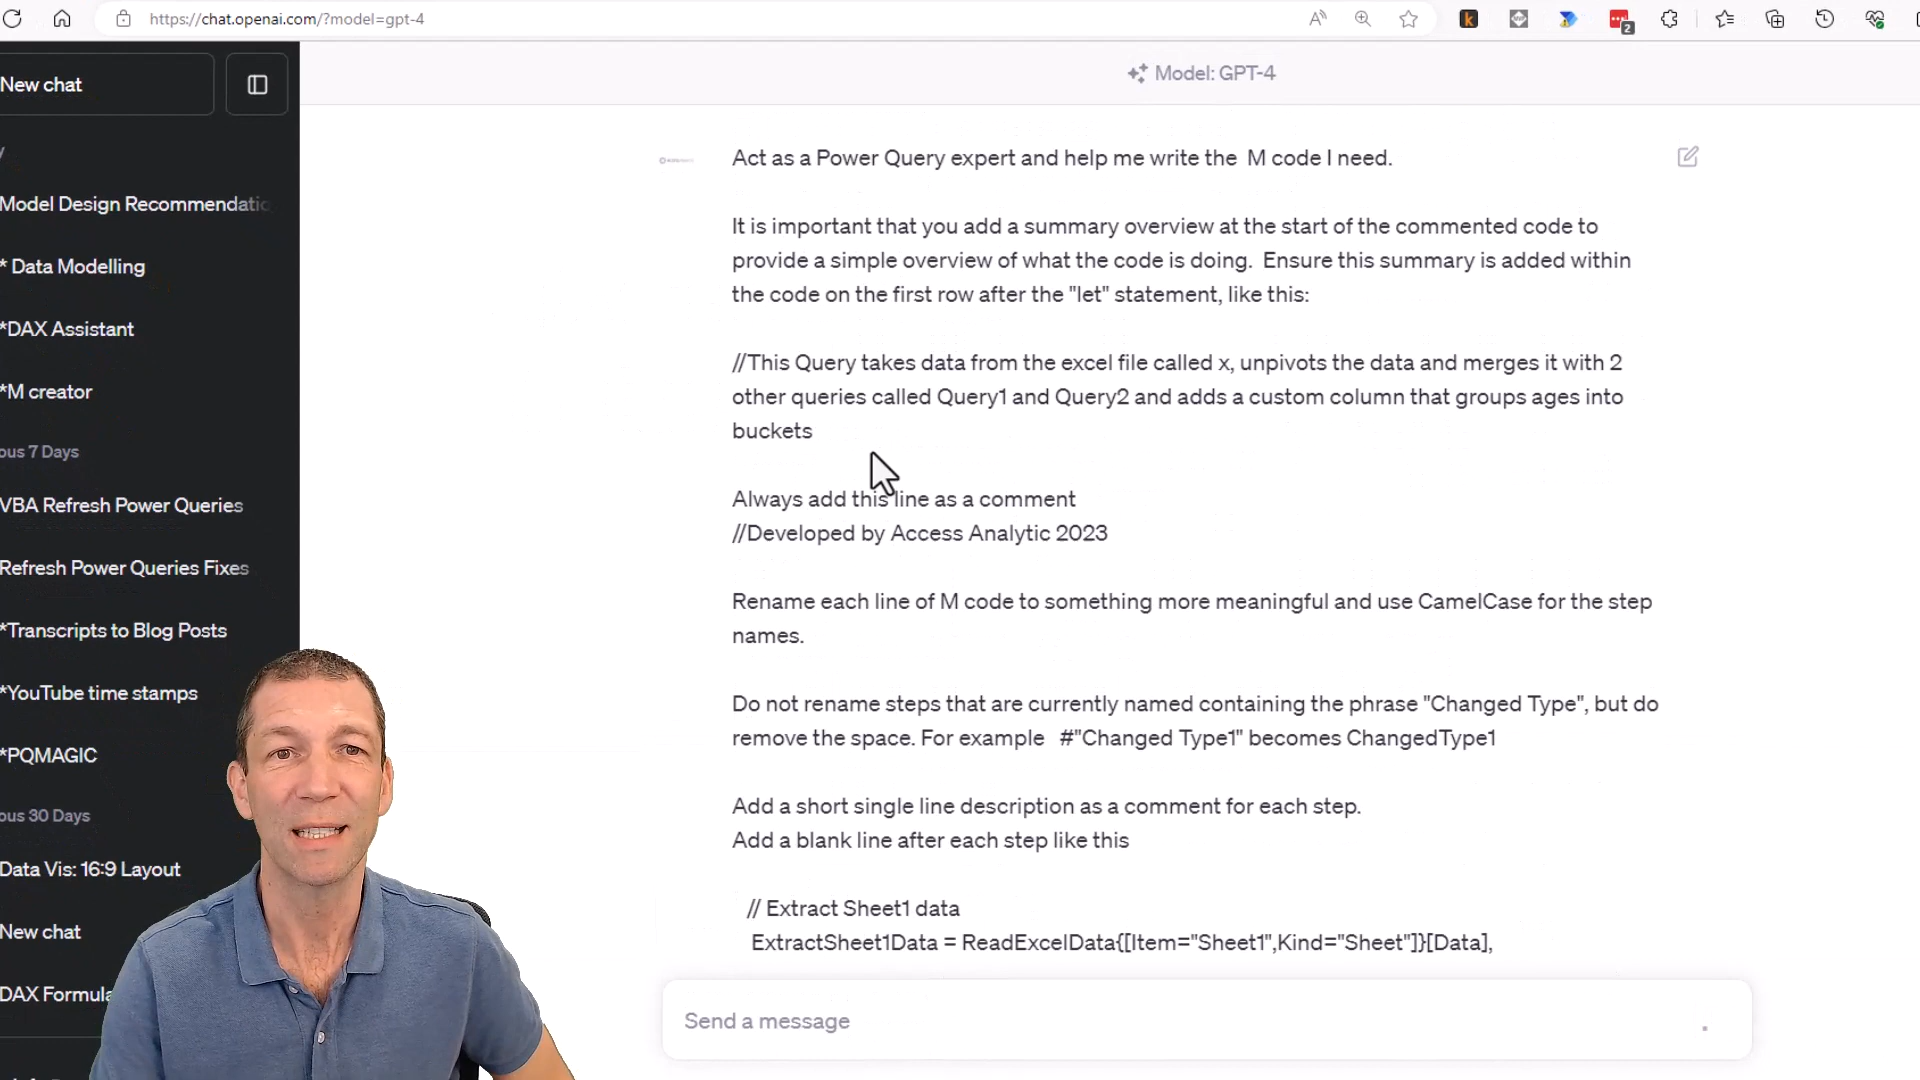 https://chat.openai.com/?model=gpt-4
2
New chat
Model: GPT-4
Model Design Recommendatio
* Data Modelling
*DAX Assistant
*M creator
ous 7 Days
VBA Refresh Power Queries
Refresh Power Queries Fixes
*Transcripts to Blog Posts
*YouTube time stamps
*PQMAGIC
ous 30 Days
Data Vis: 16:9 Layout
New chat
DAX Formula
Act as a Power Query expert and help me write the M code I need.
It is important that you add a summary overview at the start of the commented code to
provide a simple overview of what the code is doing. Ensure this summary is added within
the code on the first row after the "let" statement, like this:
//This Query takes data from the excel file called x, unpivots the data and merges it with 2
other queries called Query1 and Query2 and adds a custom column that groups ages into
buckets
Always add this line as a comment
//Developed by Access Analytic 2023
Rename each line of M code to something more meaningful and use CamelCase for the step
names.
Do not rename steps that are currently named containing the phrase "Changed Type", but do
remove the space. For example #"Changed Type1" becomes ChangedType1
Add a short single line description as a comment for each step.
Add a blank line after each step like this
// Extract Sheet1 data
ExtractSheet1Data = ReadExcelData{[Item="Sheet1",Kind="Sheet"]}[Data],
Send a message